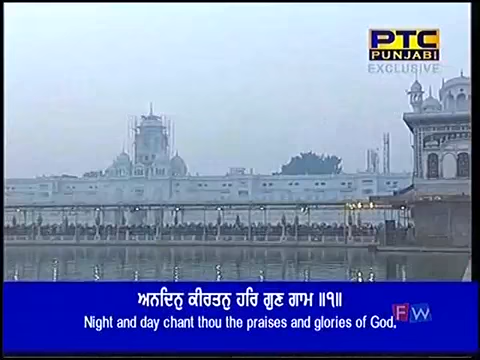 PTC
PUNJABI
EXCLUSIVE
PTC
ਅਨਦਿਨੁ ਕੀਰਤਨੁ ਹਰਿ ਗੁਣ ਗਾਮ ॥੧॥
Night and day chant thou the praises and glories of God,
FW